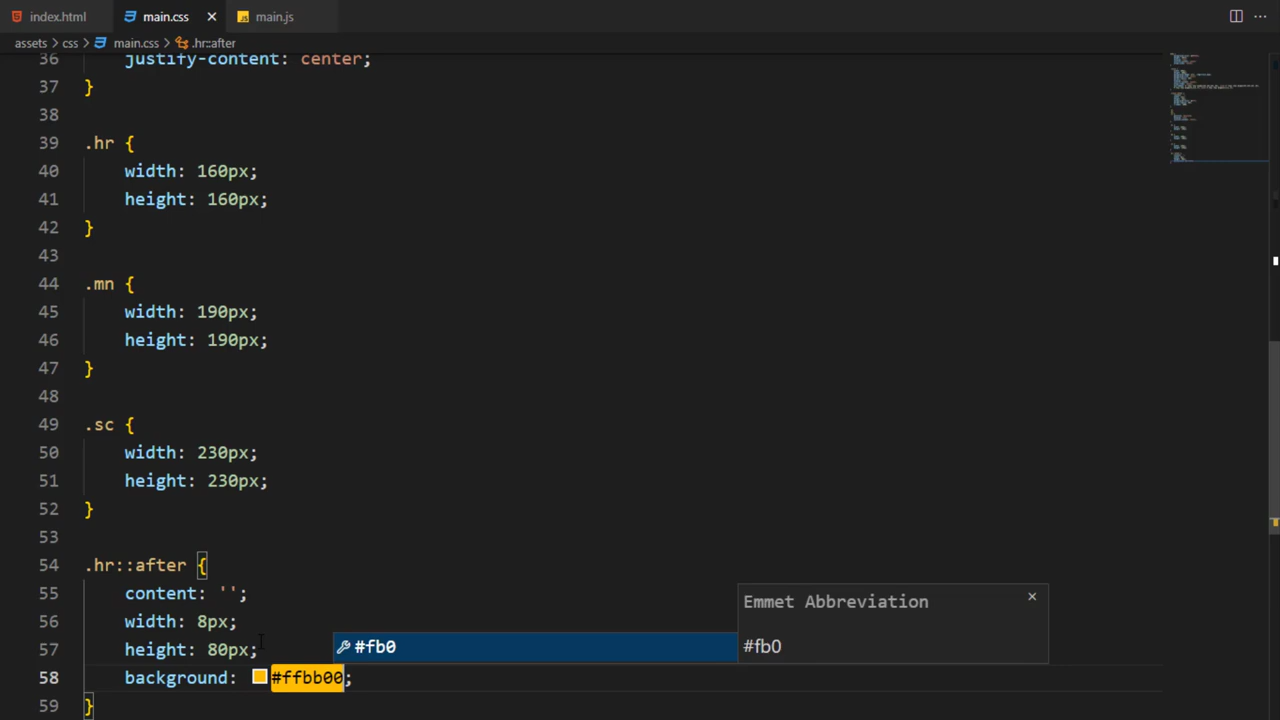 index.html main.css × main.js ···
assets > css > main.css > .hr::after
36 justify-content: center;
37 }
38
39 .hr {
40 width: 160px;
41 height: 160px;
42 }
43
44 .mn {
45 width: 190px;
46 height: 190px;
47 }
48
49 .sc {
50 width: 230px;
51 height: 230px;
52 }
53
54 .hr::after {
55 content: '';
56 width: 8px;
57 height: 80px;
58 background: #ffbb00;
59 }
#fb0
Emmet Abbreviation ×
#fb0